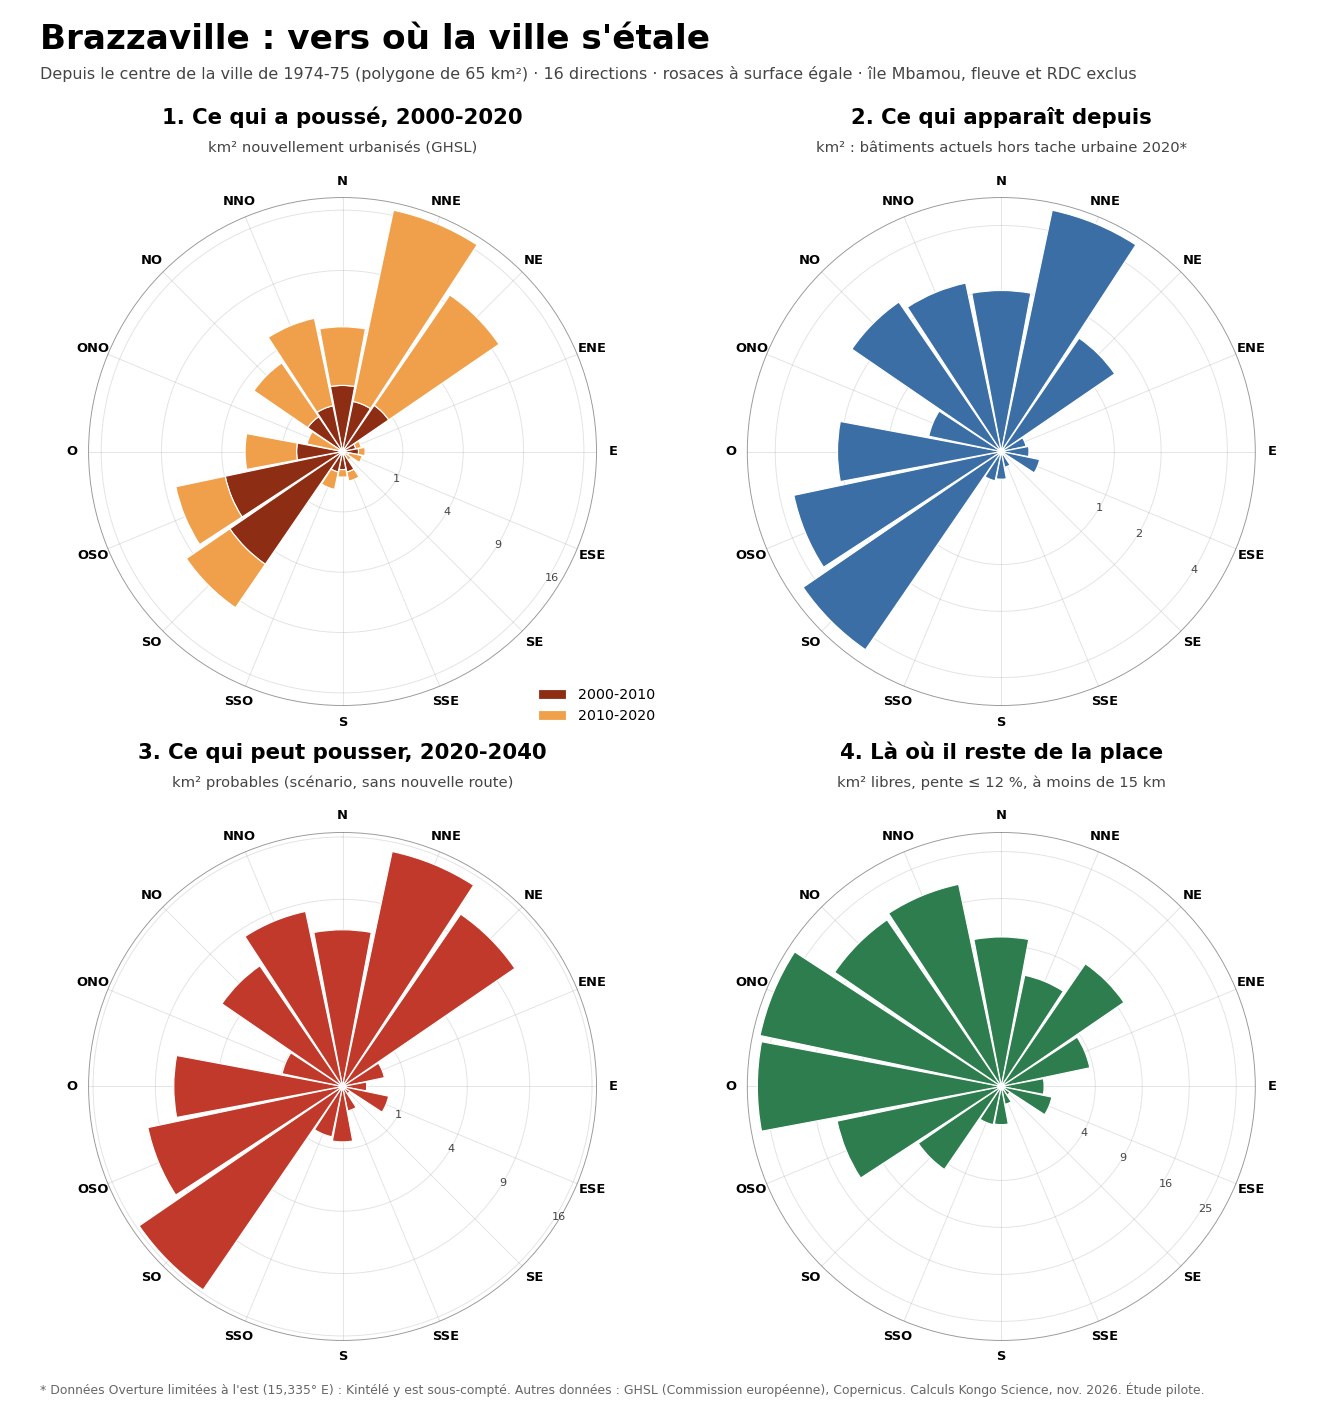 Brazzaville : vers où la ville s'étale
Depuis le centre de la ville de 1974-75 (polygone de 65 km²) · 16 directions · rosaces à surface égale · île Mbamou, fleuve et RDC exclus
1. Ce qui a poussé, 2000-2020
km² nouvellement urbanisés (GHSL)
N
NNE
NE
ENE
E
ESE
SE
SSE
S
SSO
SO
OSO
O
ONO
NO
NNO
1
4
9
16
2000-2010
2010-2020
2. Ce qui apparaît depuis
km² : bâtiments actuels hors tache urbaine 2020*
N
NNE
NE
ENE
E
ESE
SE
SSE
S
SSO
SO
OSO
O
ONO
NO
NNO
1
2
4
3. Ce qui peut pousser, 2020-2040
km² probables (scénario, sans nouvelle route)
N
NNE
NE
ENE
E
ESE
SE
SSE
S
SSO
SO
OSO
O
ONO
NO
NNO
1
4
9
16
4. Là où il reste de la place
km² libres, pente ≤ 12 %, à moins de 15 km
N
NNE
NE
ENE
E
ESE
SE
SSE
S
SSO
SO
OSO
O
ONO
NO
NNO
4
9
16
25
* Données Overture limitées à l'est (15,335° E) : Kintélé y est sous-compté. Autres données : GHSL (Commission européenne), Copernicus. Calculs Kongo Science, nov. 2026. Étude pilote.